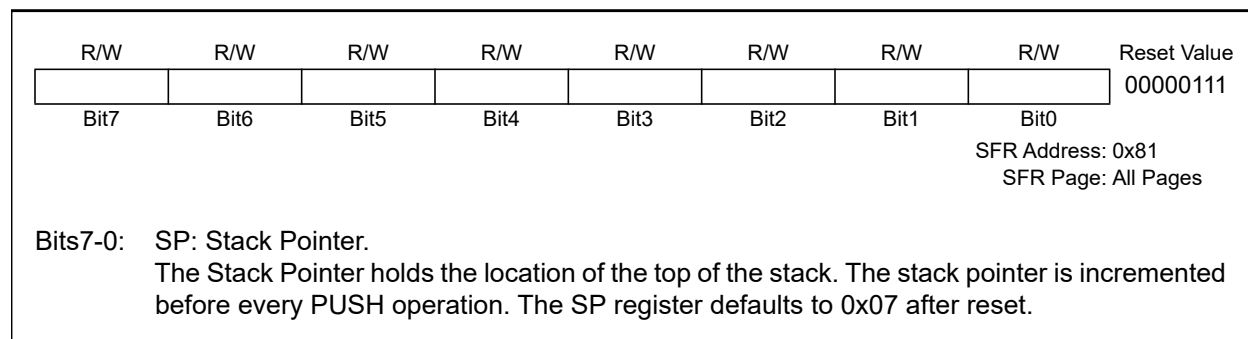 R/W R/W R/W R/W R/W R/W R/W R/W Reset Value
00000111
Bit7 Bit6 Bit5 Bit4 Bit3 Bit2 Bit1 Bit0
SFR Address: 0x81
SFR Page: All Pages
Bits7-0: SP: Stack Pointer.
The Stack Pointer holds the location of the top of the stack. The stack pointer is incremented
before every PUSH operation. The SP register defaults to 0x07 after reset.